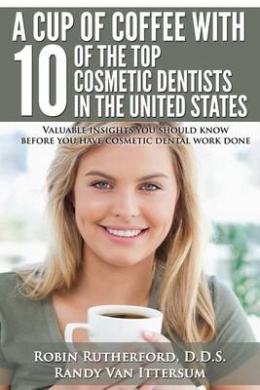 A CUP OF COFFEE WITH
10 OF THE TOP
COSMETIC DENTISTS
IN THE UNITED STATES
VALUABLE INSIGHTS YOU SHOULD KNOW
BEFORE YOU HAVE COSMETIC DENTAL WORK DONE
ROBIN RUTHERFORD, D.D.S.
RANDY VAN ITTERSUM